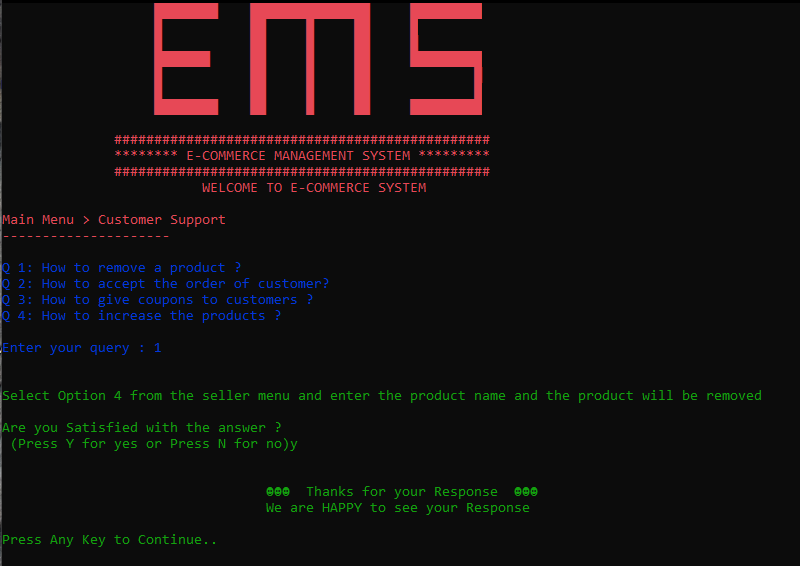 EMS
###############################################
******** E-COMMERCE MANAGEMENT SYSTEM *********
###############################################
WELCOME TO E-COMMERCE SYSTEM
Main Menu > Customer Support
---------------------
Q 1: How to remove a product ?
Q 2: How to accept the order of customer?
Q 3: How to give coupons to customers ?
Q 4: How to increase the products ?
Enter your query : 1
Select Option 4 from the seller menu and enter the product name and the product will be removed
Are you Satisfied with the answer ?
(Press Y for yes or Press N for no)y
☻☻☻  Thanks for your Response  ☻☻☻
We are HAPPY to see your Response
Press Any Key to Continue..